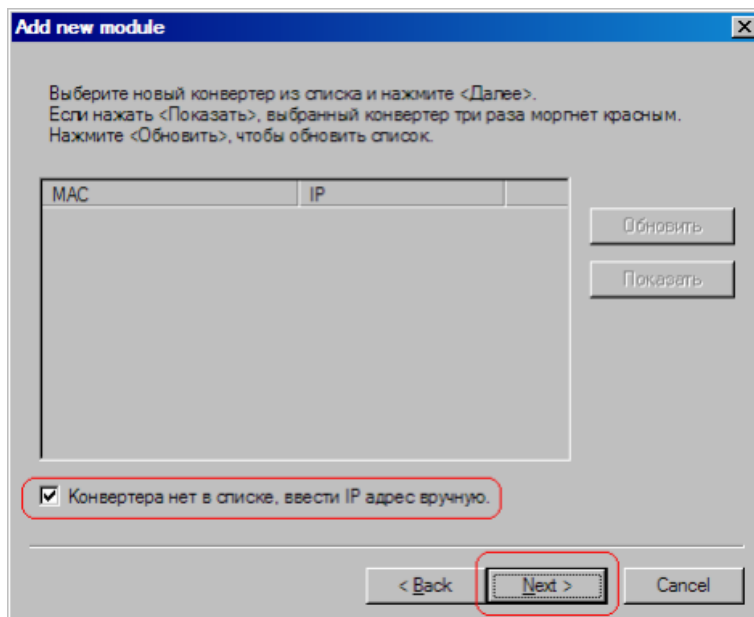 Add new module
Выберите новый конвертер из списка и нажмите <Далее>.
Если нажать <Показать>, выбранный конвертер три раза моргнет красным.
Нажмите <Обновить>, чтобы обновить список.
MAC IP
Обновить
Показать
Конвертера нет в списке, ввести IP адрес вручную.
< Back Next > Cancel